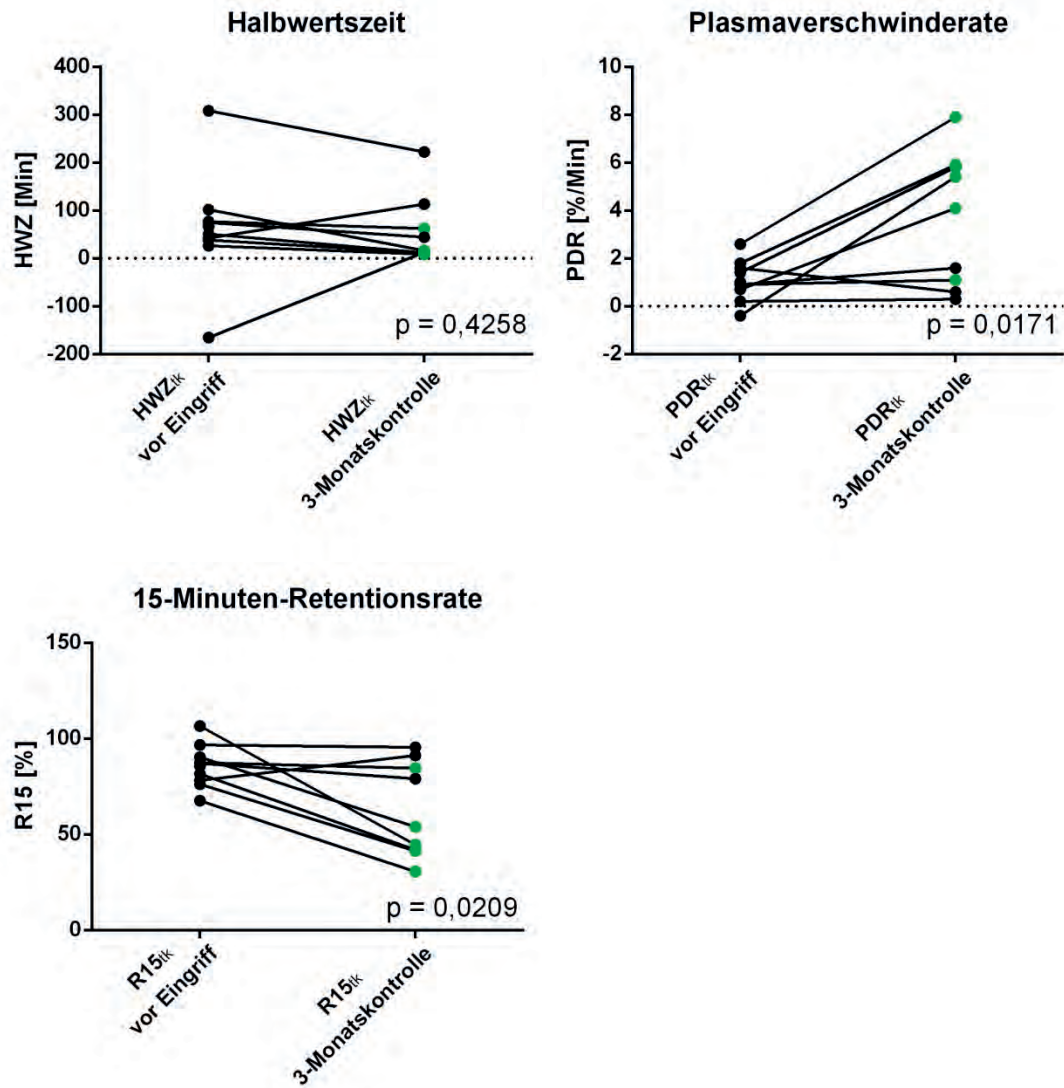 Halbwertszeit
HWZ [Min]
400
300
200
100
0
-100
-200
p = 0,4258
HWZtk
vor Eingriff
HWZtk
3-Monatskontrolle
Plasmaverschwinderate
PDR [%/Min]
10
8
6
4
2
0
-2
p = 0,0171
PDRtk
vor Eingriff
PDRtk
3-Monatskontrolle
15-Minuten-Retentionsrate
R15 [%]
150
100
50
0
p = 0,0209
R15tk
vor Eingriff
R15tk
3-Monatskontrolle